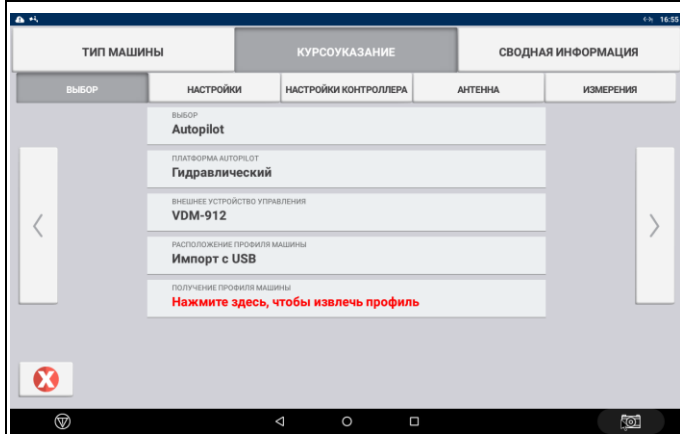 16:55
ТИП МАШИНЫ
КУРСОУКАЗАНИЕ
СВОДНАЯ ИНФОРМАЦИЯ
ВЫБОР
НАСТРОЙКИ
НАСТРОЙКИ КОНТРОЛЛЕРА
АНТЕННА
ИЗМЕРЕНИЯ
ВЫБОР
Autopilot
ПЛАТФОРМА AUTOPILOT
Гидравлический
ВНЕШНЕЕ УСТРОЙСТВО УПРАВЛЕНИЯ
VDM-912
РАСПОЛОЖЕНИЕ ПРОФИЛЯ МАШИНЫ
Импорт с USB
ПОЛУЧЕНИЕ ПРОФИЛЯ МАШИНЫ
Нажмите здесь, чтобы извлечь профиль